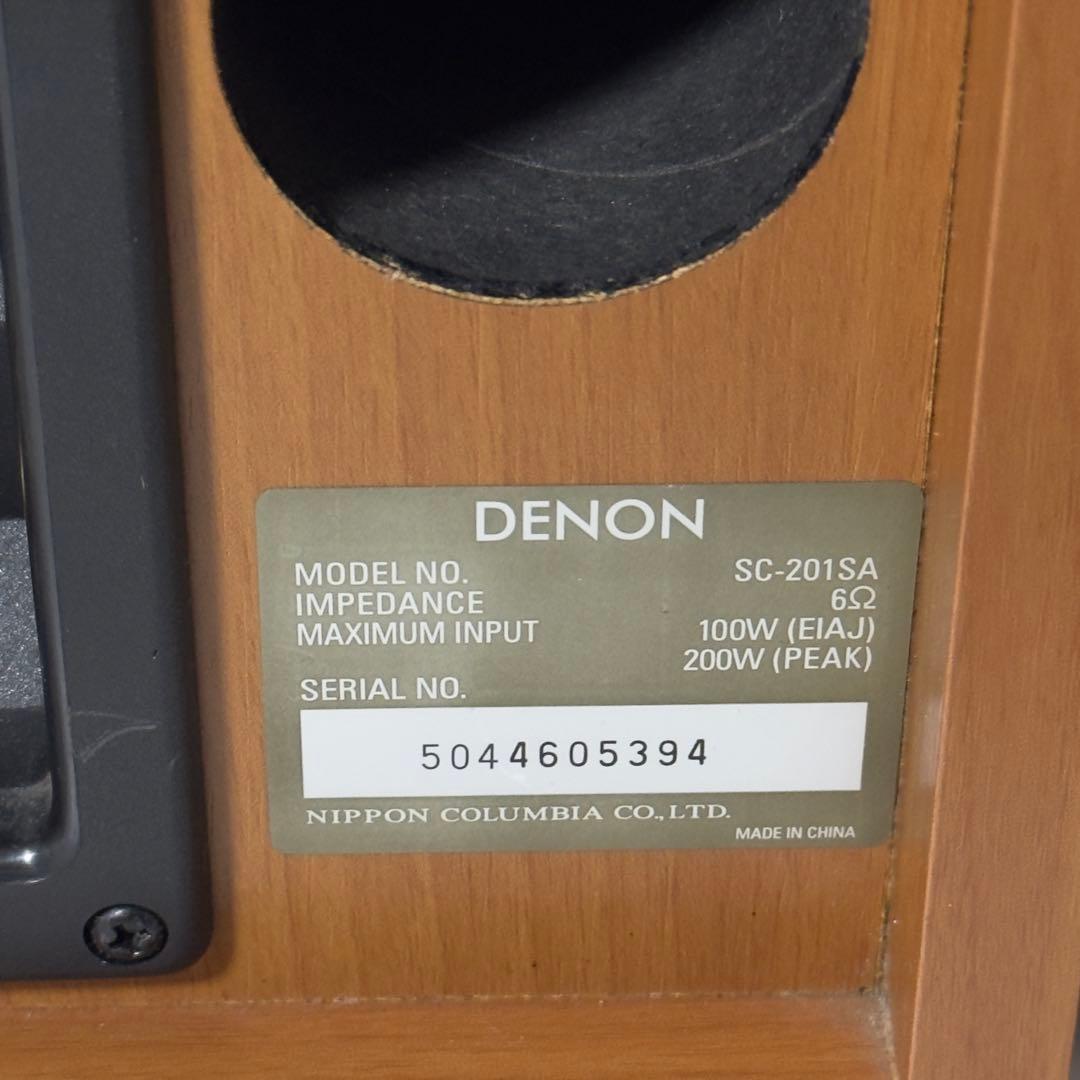 DENON
MODEL NO. SC-201SA
IMPEDANCE 6Ω
MAXIMUM INPUT 100W (EIAJ)
200W (PEAK)
SERIAL NO.
5044605394
NIPPON COLUMBIA CO.,LTD.
MADE IN CHINA